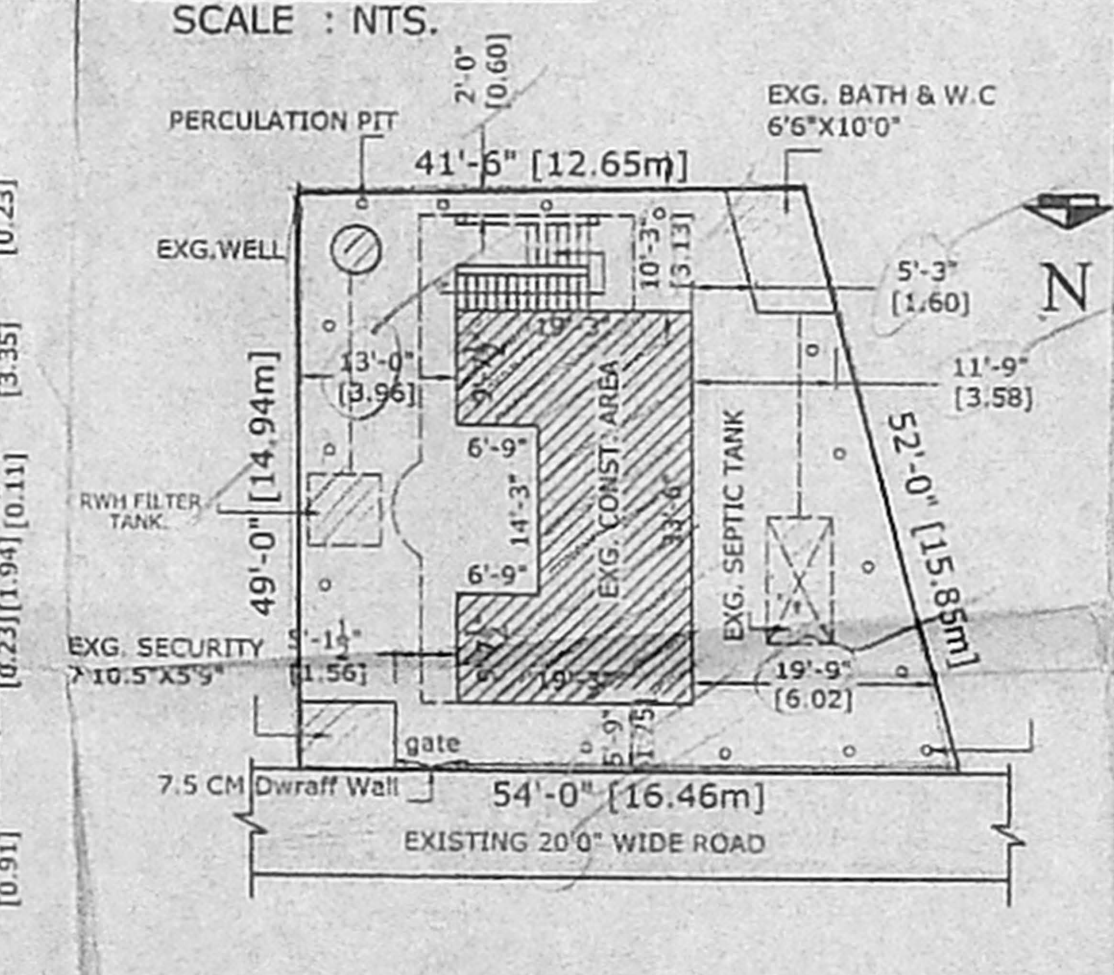 SCALE : NTS.
2'-0"
[0.60]
EXG. BATH & W.C
6'6"X10'0"
PERCULATION PIT
41'-6" [12.65m]
[0.23]
EXG.WELL
10'-3"
[3.13]
5'-3"
[1.60]
N
[3.35]
19'-3"
13'-0"
[3.96]
11'-9"
[3.58]
49'-0" [14.94m]
6'-9"
14'-3"
6'-9"
EXG. CONST. AREA
33'-6"
EXG. SEPTIC TANK
52'-0" [15.85m]
RWH FILTER
TANK.
[0.23][1.94][0.11]
EXG. SECURITY
10.5"X5'9"
[1.56]
19'-3"
19'-9"
[6.02]
5'-9"
gate
7.5 CM Dwraff Wall
54'-0" [16.46m]
EXISTING 20'0" WIDE ROAD
[0.91]